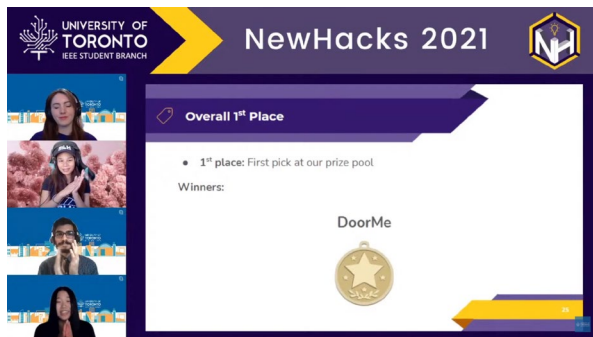 UNIVERSITY OF
TORONTO
IEEE STUDENT BRANCH
NewHacks 2021
NH
Overall 1st Place
• 1st place: First pick at our prize pool
Winners:
DoorMe